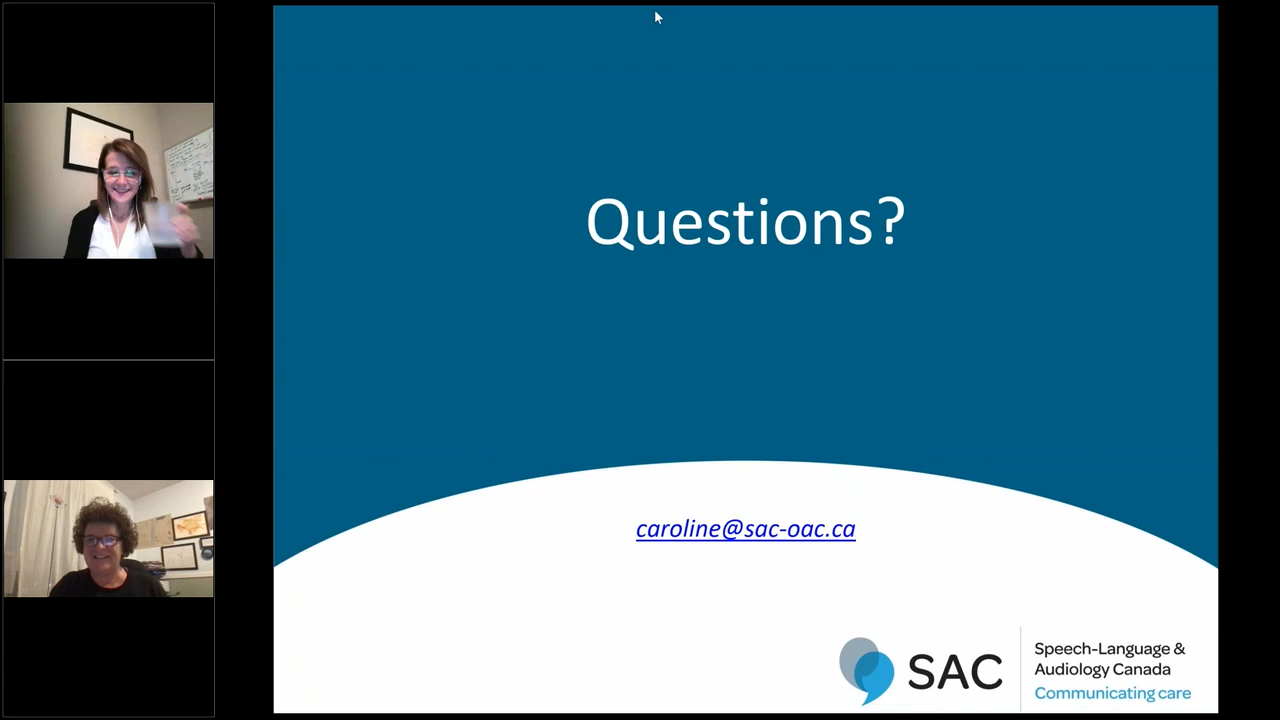 Questions?
caroline@sac-oac.ca
SAC
Speech-Language &
Audiology Canada
Communicating care